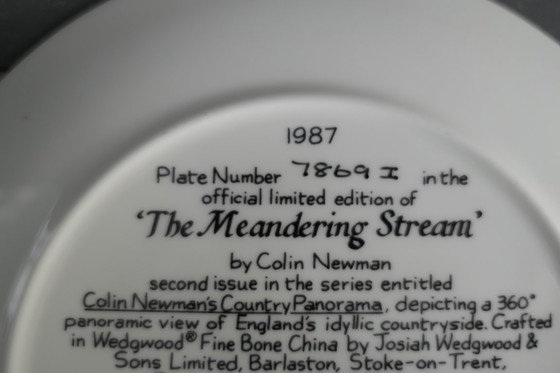 1987
Plate Number 7869 I in the
official limited edition of
'The Meandering Stream'
by Colin Newman
second issue in the series entitled
Colin Newman's Country Panorama, depicting a 360°
panoramic view of England's idyllic countryside. Crafted
in Wedgwood® Fine Bone China by Josiah Wedgwood &
Sons Limited, Barlaston, Stoke-on-Trent,